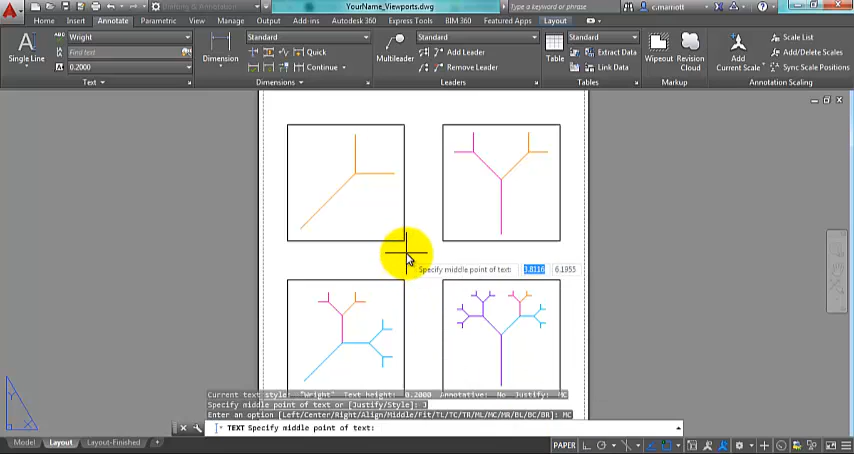 YourName_Viewports.dwg
Type a keyword or phrase
c.marriott
Home Insert Annotate Parametric View Manage Output Add-ins Autodesk 360 Express Tools BIM 360 Featured Apps Layout
A
Single Line
ABC
Wright
Find text
0.2000
Text
Dimension
Standard
Quick
Continue
Dimensions
Multileader
Standard
Add Leader
Remove Leader
Leaders
Table
Standard
Extract Data
Link Data
Tables
Wipeout
Revision Cloud
Markup
Add Current Scale
Scale List
Add/Delete Scales
Sync Scale Positions
Annotation Scaling
Specify middle point of text: 3.8116 6.1955
Current text style: "Wright" Text height: 0.2000 Annotative: No Justify: MC
Specify middle point of text or [Justify/Style]: J
Enter an option [Left/Center/Right/Align/Middle/Fit/TL/TC/TR/ML/MC/MR/BL/BC/BR]: MC
TEXT Specify middle point of text:
Y
X
Model Layout Layout-Finished + PAPER